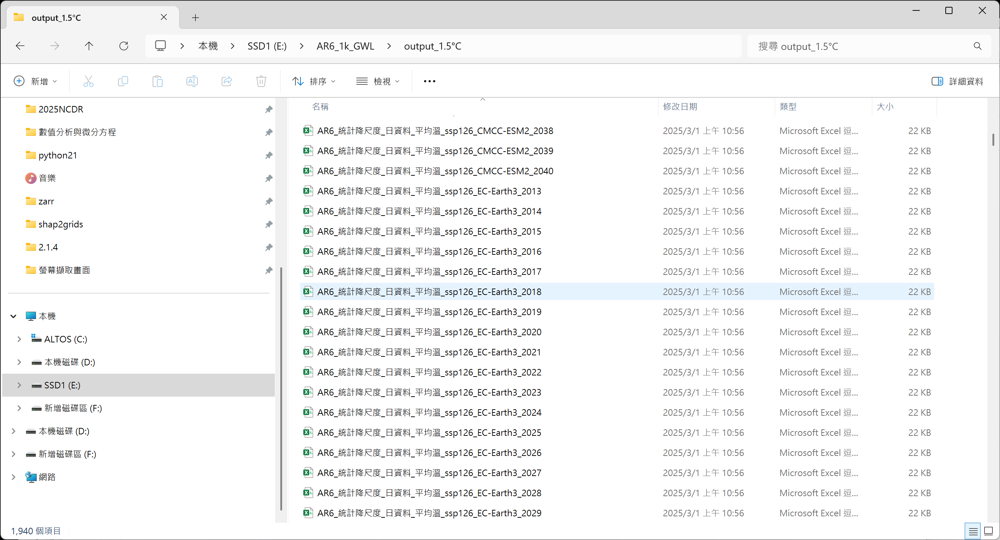 output_1.5°C
本機 > SSD1 (E:) > AR6_1k_GWL > output_1.5°C
搜尋 output_1.5°C
新增
排序
檢視
詳細資料
2025NCDR
數值分析與微分方程
python21
音樂
zarr
shap2grids
2.1.4
螢幕擷取畫面
本機
ALTOS (C:)
本機磁碟 (D:)
SSD1 (E:)
新增磁碟區 (F:)
本機磁碟 (D:)
新增磁碟區 (F:)
網路
名稱 修改日期 類型 大小
AR6_統計降尺度_日資料_平均溫_ssp126_CMCC-ESM2_2038 2025/3/1 上午 10:56 Microsoft Excel 逗... 22 KB
AR6_統計降尺度_日資料_平均溫_ssp126_CMCC-ESM2_2039 2025/3/1 上午 10:56 Microsoft Excel 逗... 22 KB
AR6_統計降尺度_日資料_平均溫_ssp126_CMCC-ESM2_2040 2025/3/1 上午 10:56 Microsoft Excel 逗... 22 KB
AR6_統計降尺度_日資料_平均溫_ssp126_EC-Earth3_2013 2025/3/1 上午 10:56 Microsoft Excel 逗... 22 KB
AR6_統計降尺度_日資料_平均溫_ssp126_EC-Earth3_2014 2025/3/1 上午 10:56 Microsoft Excel 逗... 22 KB
AR6_統計降尺度_日資料_平均溫_ssp126_EC-Earth3_2015 2025/3/1 上午 10:56 Microsoft Excel 逗... 22 KB
AR6_統計降尺度_日資料_平均溫_ssp126_EC-Earth3_2016 2025/3/1 上午 10:56 Microsoft Excel 逗... 22 KB
AR6_統計降尺度_日資料_平均溫_ssp126_EC-Earth3_2017 2025/3/1 上午 10:56 Microsoft Excel 逗... 22 KB
AR6_統計降尺度_日資料_平均溫_ssp126_EC-Earth3_2018 2025/3/1 上午 10:56 Microsoft Excel 逗... 22 KB
AR6_統計降尺度_日資料_平均溫_ssp126_EC-Earth3_2019 2025/3/1 上午 10:56 Microsoft Excel 逗... 22 KB
AR6_統計降尺度_日資料_平均溫_ssp126_EC-Earth3_2020 2025/3/1 上午 10:56 Microsoft Excel 逗... 22 KB
AR6_統計降尺度_日資料_平均溫_ssp126_EC-Earth3_2021 2025/3/1 上午 10:56 Microsoft Excel 逗... 22 KB
AR6_統計降尺度_日資料_平均溫_ssp126_EC-Earth3_2022 2025/3/1 上午 10:56 Microsoft Excel 逗... 22 KB
AR6_統計降尺度_日資料_平均溫_ssp126_EC-Earth3_2023 2025/3/1 上午 10:56 Microsoft Excel 逗... 22 KB
AR6_統計降尺度_日資料_平均溫_ssp126_EC-Earth3_2024 2025/3/1 上午 10:56 Microsoft Excel 逗... 22 KB
AR6_統計降尺度_日資料_平均溫_ssp126_EC-Earth3_2025 2025/3/1 上午 10:56 Microsoft Excel 逗... 22 KB
AR6_統計降尺度_日資料_平均溫_ssp126_EC-Earth3_2026 2025/3/1 上午 10:56 Microsoft Excel 逗... 22 KB
AR6_統計降尺度_日資料_平均溫_ssp126_EC-Earth3_2027 2025/3/1 上午 10:56 Microsoft Excel 逗... 22 KB
AR6_統計降尺度_日資料_平均溫_ssp126_EC-Earth3_2028 2025/3/1 上午 10:56 Microsoft Excel 逗... 22 KB
AR6_統計降尺度_日資料_平均溫_ssp126_EC-Earth3_2029 2025/3/1 上午 10:56 Microsoft Excel 逗... 22 KB
1,940 個項目